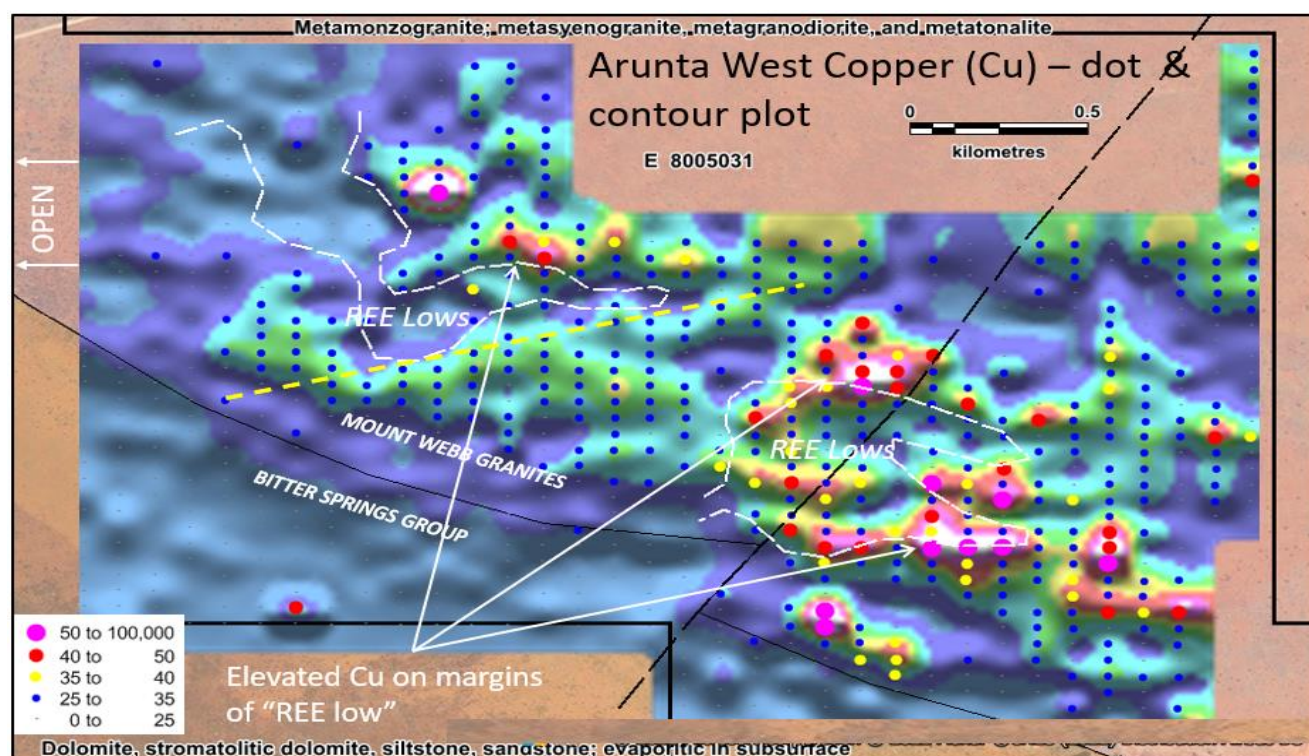 Metamonzogranite; metasyenogranite, metagranodiorite, and metatonalite
Arunta West Copper (Cu) – dot &
contour plot
0 0.5
kilometres
E 8005031
OPEN
REE Lows
REE Lows
MOUNT WEBB GRANITES
BITTER SPRINGS GROUP
50 to 100,000
40 to 50
35 to 40
25 to 35
0 to 25
Elevated Cu on margins
of “REE low”
Dolomite, stromatolitic dolomite, siltstone, sandstone; evaporitic in subsurface